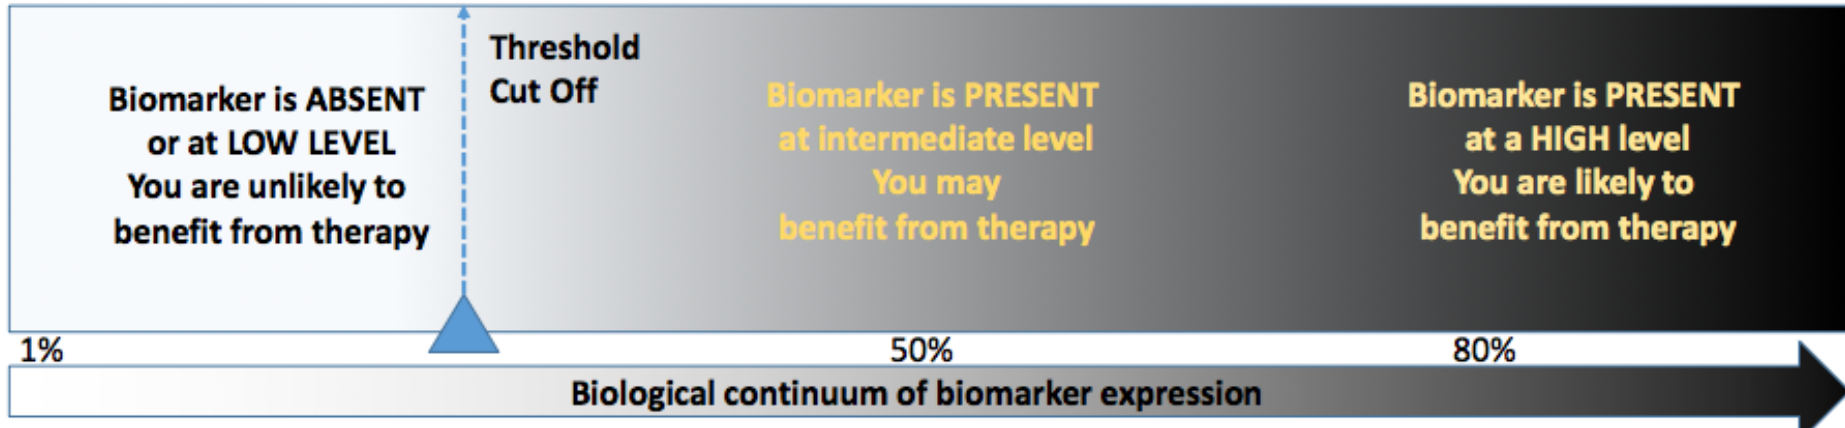 Biomarker is ABSENT
or at LOW LEVEL
You are unlikely to
benefit from therapy
Threshold
Cut Off
Biomarker is PRESENT
at intermediate level
You may
benefit from therapy
Biomarker is PRESENT
at a HIGH level
You are likely to
benefit from therapy
1%
50%
80%
Biological continuum of biomarker expression